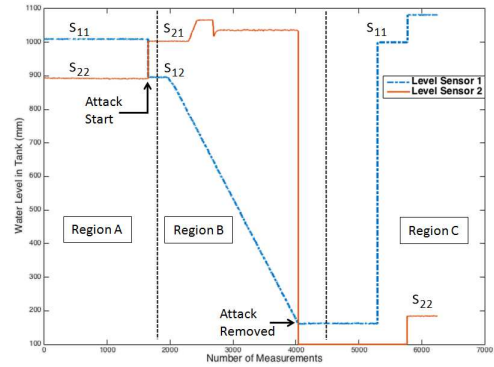 1100
1000
900
800
700
600
500
400
300
200
100
Water Level in Tank (mm)
S11
S22
S21
S12
S11
Level Sensor 1
Level Sensor 2
Attack
Start
Region A
Region B
Region C
Attack
Removed
S22
0
1000
2000
3000
4000
5000
6000
7000
Number of Measurements